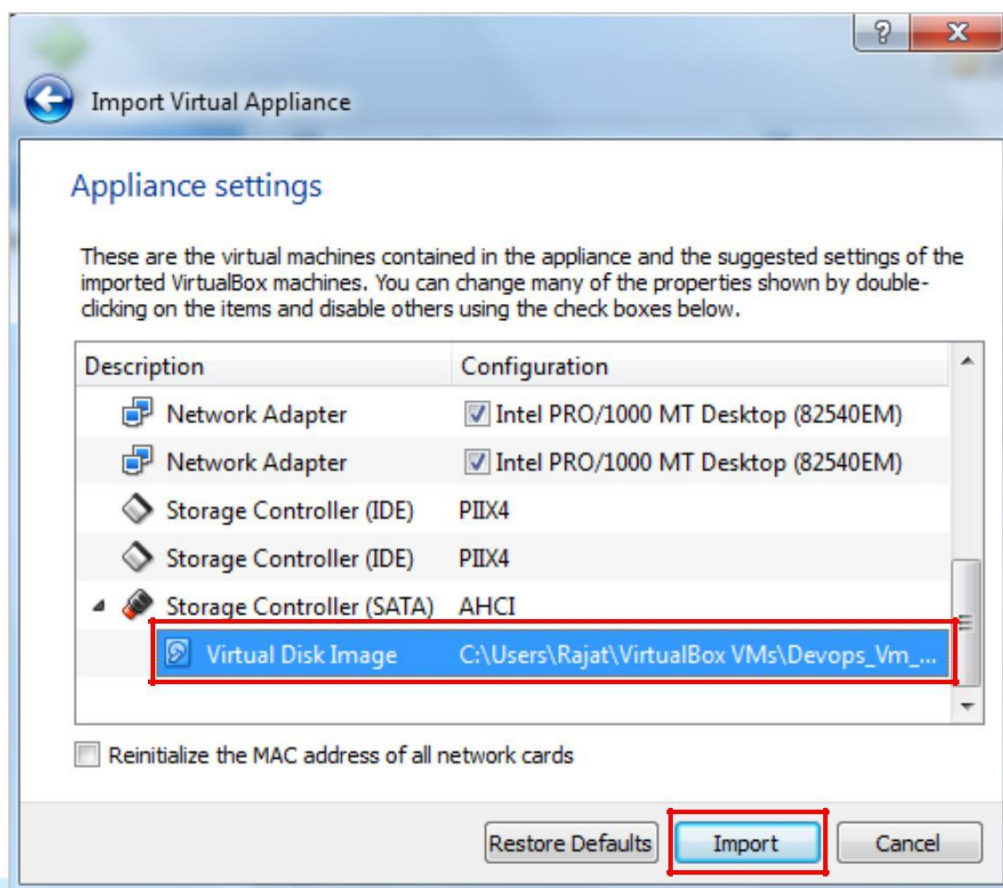 Import Virtual Appliance
Appliance settings
These are the virtual machines contained in the appliance and the suggested settings of the
imported VirtualBox machines. You can change many of the properties shown by double-
clicking on the items and disable others using the check boxes below.
Description Configuration
Network Adapter Intel PRO/1000 MT Desktop (82540EM)
Network Adapter Intel PRO/1000 MT Desktop (82540EM)
Storage Controller (IDE) PIIX4
Storage Controller (IDE) PIIX4
Storage Controller (SATA) AHCI
Virtual Disk Image C:\Users\Rajat\VirtualBox VMs\Devops_Vm_...
Reinitialize the MAC address of all network cards
Restore Defaults Import Cancel